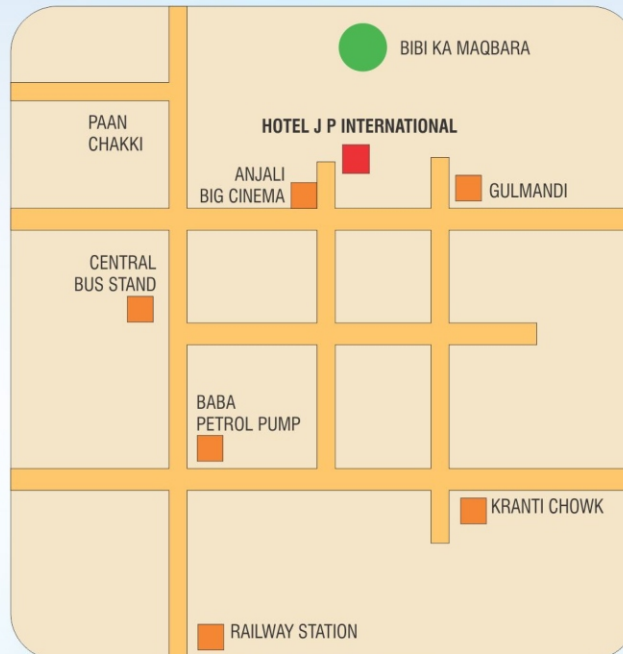 BIBI KA MAQBARA
PAAN
CHAKKI
HOTEL J P INTERNATIONAL
ANJALI
BIG CINEMA
GULMANDI
CENTRAL
BUS STAND
BABA
PETROL PUMP
KRANTI CHOWK
RAILWAY STATION